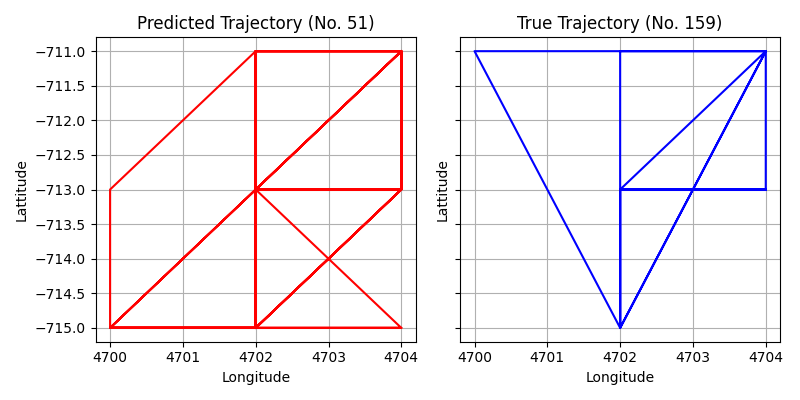 Predicted Trajectory (No. 51)
True Trajectory (No. 159)
−711.0
−711.5
−712.0
−712.5
−713.0
−713.5
−714.0
−714.5
−715.0
Lattitude
Lattitude
4700 4701 4702 4703 4704
4700 4701 4702 4703 4704
Longitude
Longitude